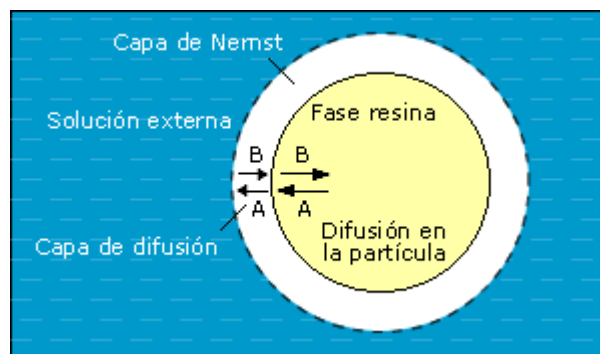 Capa de Nernst
Solución externa
Fase resina
B
B
A
A
Capa de difusión
Difusión en
la partícula